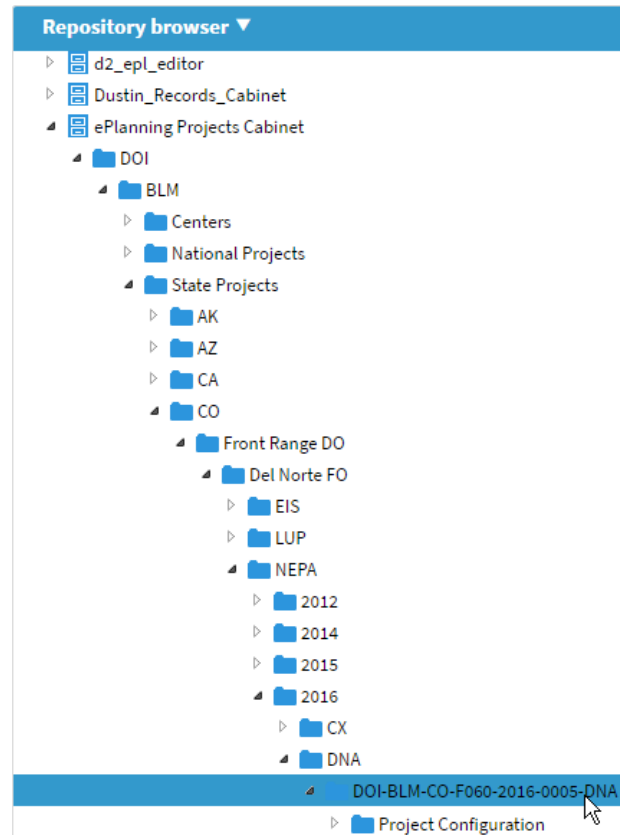 Repository browser ▼
d2_epl_editor
Dustin_Records_Cabinet
ePlanning Projects Cabinet
DOI
BLM
Centers
National Projects
State Projects
AK
AZ
CA
CO
Front Range DO
Del Norte FO
EIS
LUP
NEPA
2012
2014
2015
2016
CX
DNA
DOI-BLM-CO-F060-2016-0005-DNA
Project Configuration